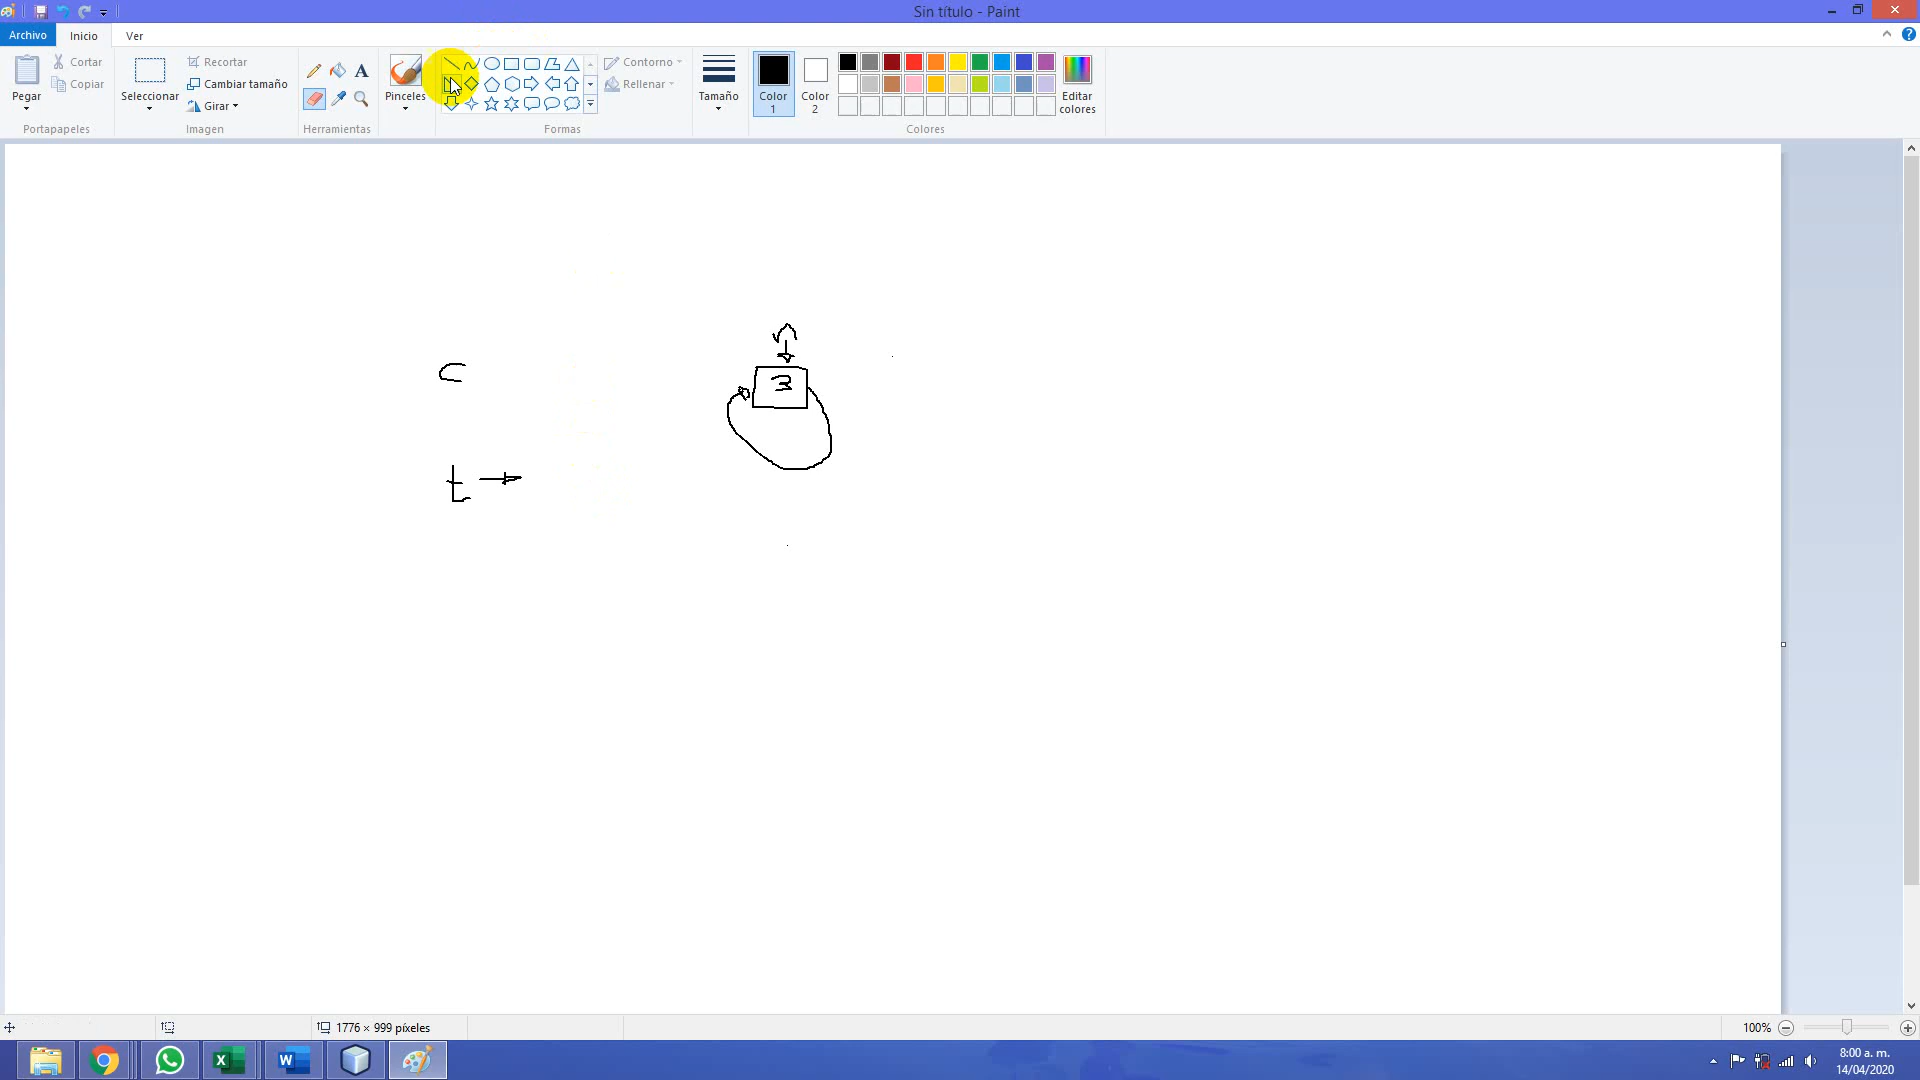 Sin título - Paint
Archivo Inicio Ver
Pegar
Cortar
Copiar
Portapapeles
Seleccionar
Recortar
Cambiar tamaño
Girar
Imagen
A
Herramientas
Pinceles
Formas
Contorno
Rellenar
Tamaño
Color 1
Color 2
Editar colores
Colores
3
c
t
1776 × 999 píxeles
100%
8:00 a. m.
14/04/2020